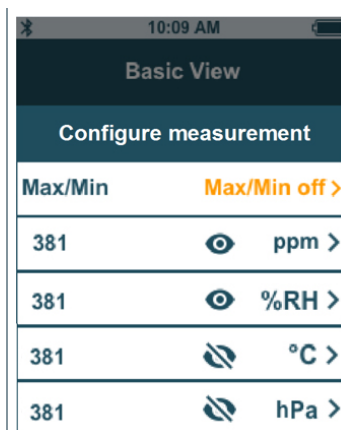 10:09 AM
Basic View
Configure measurement
Max/Min Max/Min off >
381 ppm >
381 %RH >
381 °C >
381 hPa >